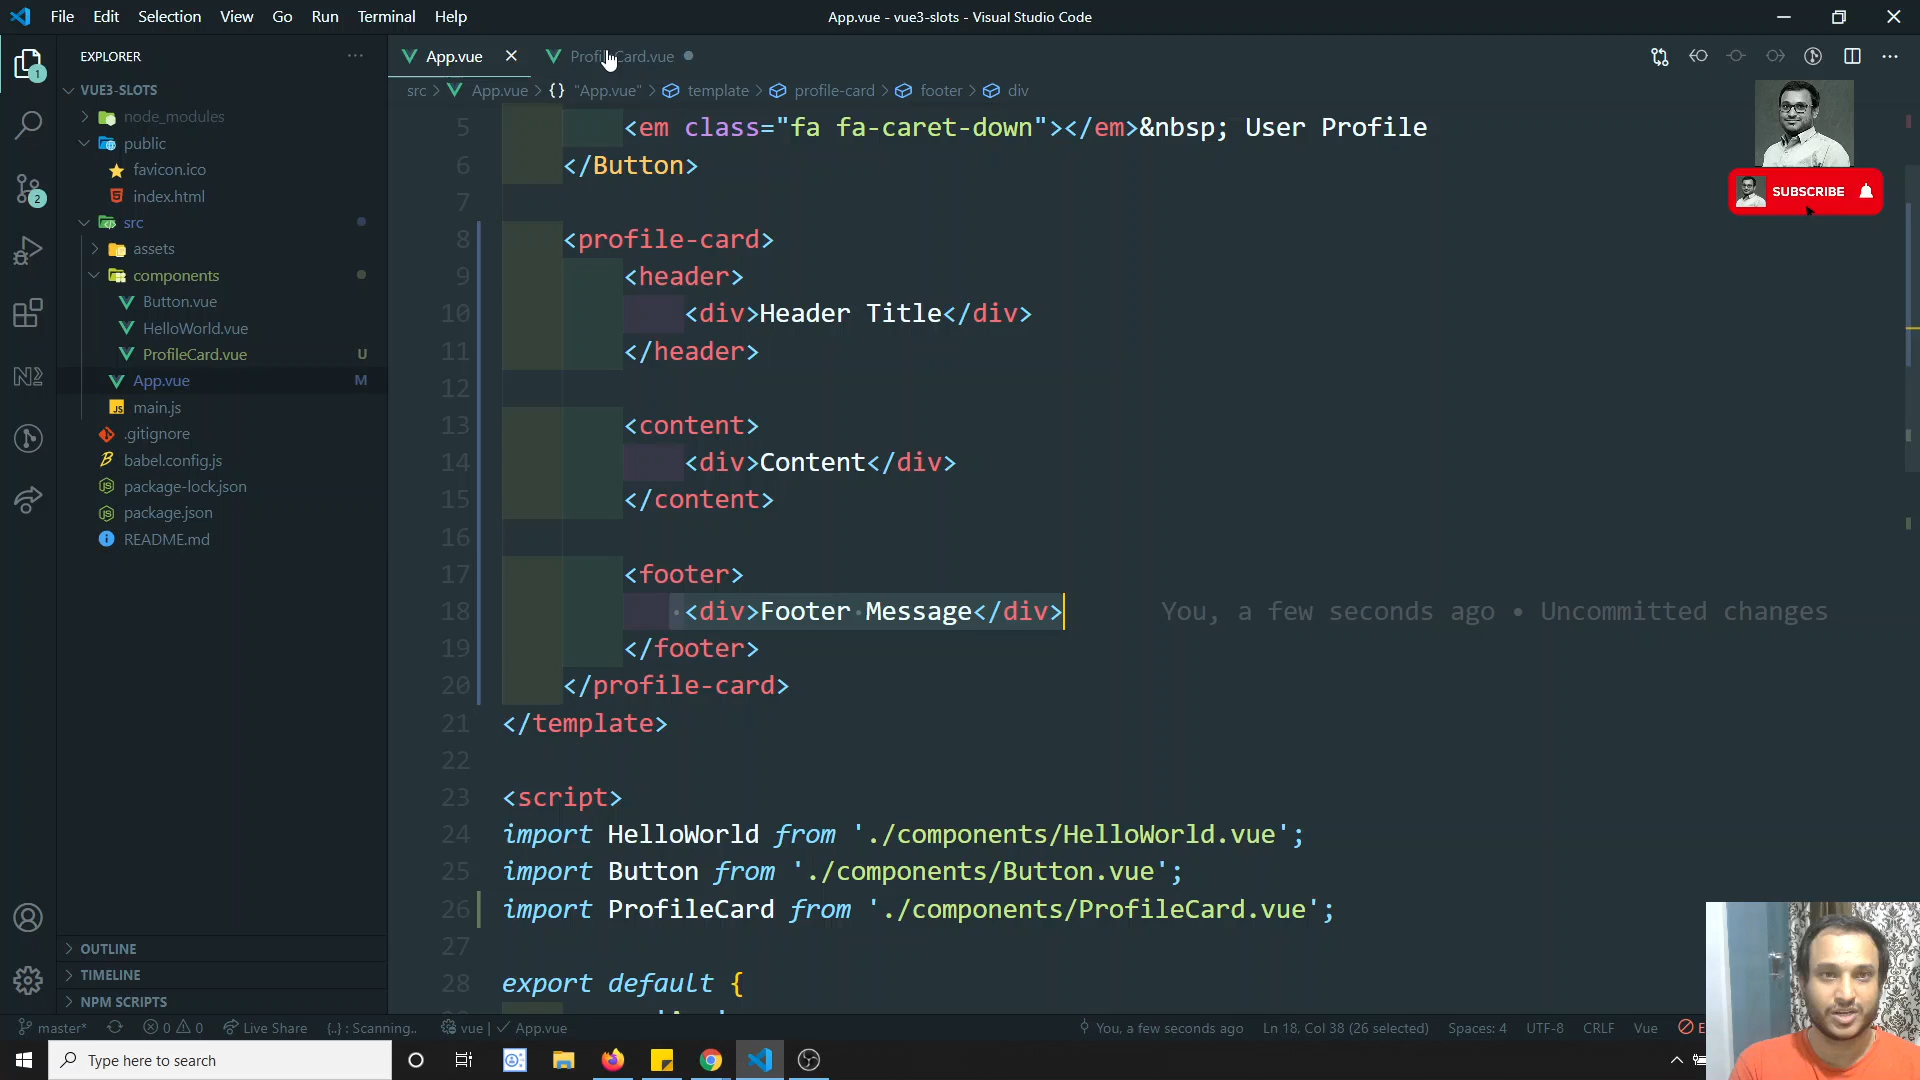 File Edit Selection View Go Run Terminal Help
App.vue - vue3-slots - Visual Studio Code
EXPLORER
VUE3-SLOTS
node_modules
public
favicon.ico
index.html
src
assets
components
Button.vue
HelloWorld.vue
ProfileCard.vue U
App.vue M
main.js
.gitignore
babel.config.js
package-lock.json
package.json
README.md
OUTLINE
TIMELINE
NPM SCRIPTS
1
2
App.vue
ProfileCard.vue
src > App.vue > {} "App.vue" > template > profile-card > footer > div
SUBSCRIBE
5 <em class="fa fa-caret-down"></em>&nbsp; User Profile
6 </Button>
7
8 <profile-card>
9 <header>
10 <div>Header Title</div>
11 </header>
12
13 <content>
14 <div>Content</div>
15 </content>
16
17 <footer>
18 <div>Footer Message</div> You, a few seconds ago • Uncommitted changes
19 </footer>
20 </profile-card>
21 </template>
22
23 <script>
24 import HelloWorld from './components/HelloWorld.vue';
25 import Button from './components/Button.vue';
26 import ProfileCard from './components/ProfileCard.vue';
27
28 export default {
master* 0 0 Live Share {..} : Scanning.. vue | App.vue You, a few seconds ago Ln 18, Col 38 (26 selected) Spaces: 4 UTF-8 CRLF Vue
Type here to search